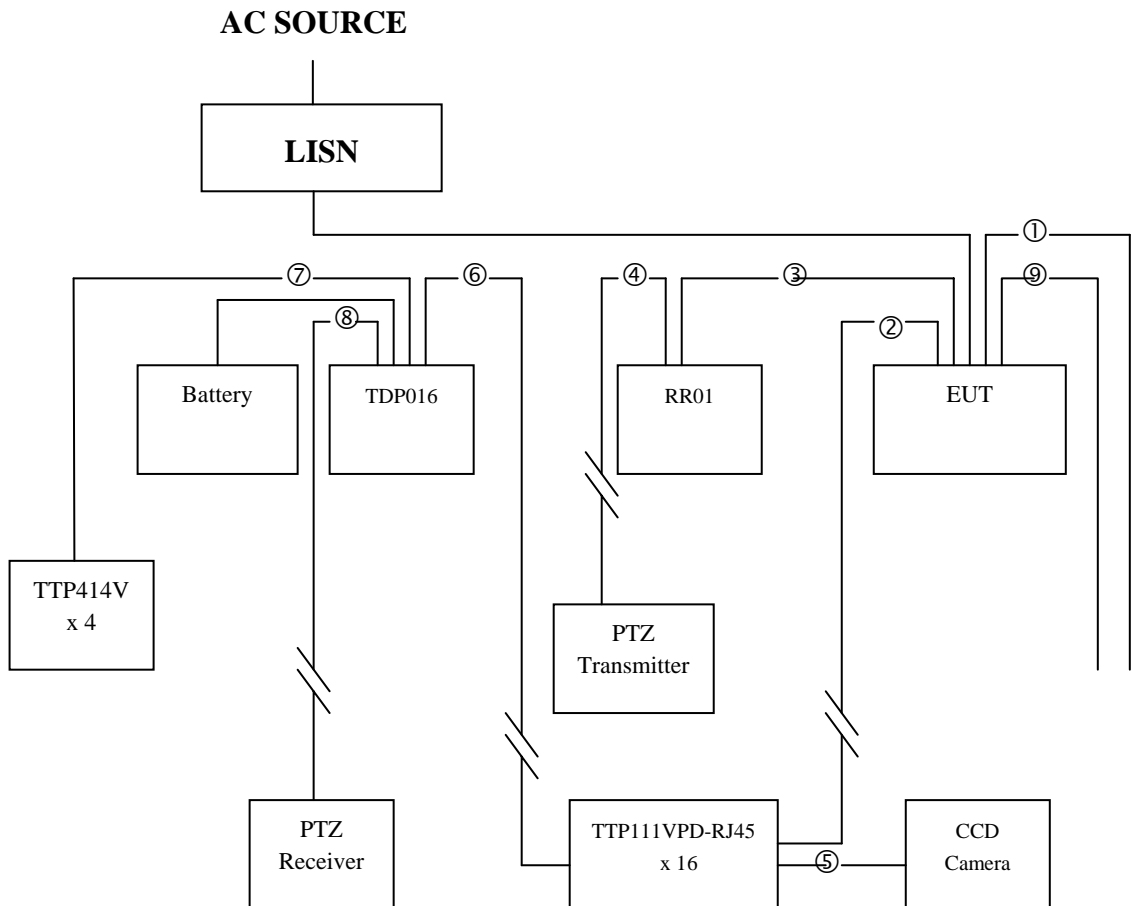 AC SOURCE
LISN
①
⑦
⑥
④
③
⑨
⑧
②
Battery
TDP016
RR01
EUT
TTP414V
x 4
PTZ
Transmitter
PTZ
Receiver
TTP111VPD-RJ45
x 16
⑤
CCD
Camera